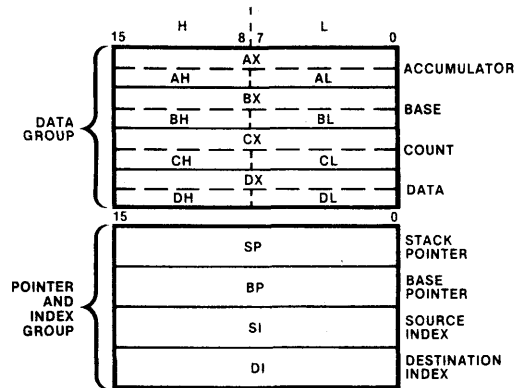 H L
15 8 7 0
DATA
GROUP
AX
AH AL
ACCUMULATOR
BX
BH BL
BASE
CX
CH CL
COUNT
DX
DH DL
DATA
15 0
POINTER
AND
INDEX
GROUP
SP
STACK
POINTER
BP
BASE
POINTER
SI
SOURCE
INDEX
DI
DESTINATION
INDEX